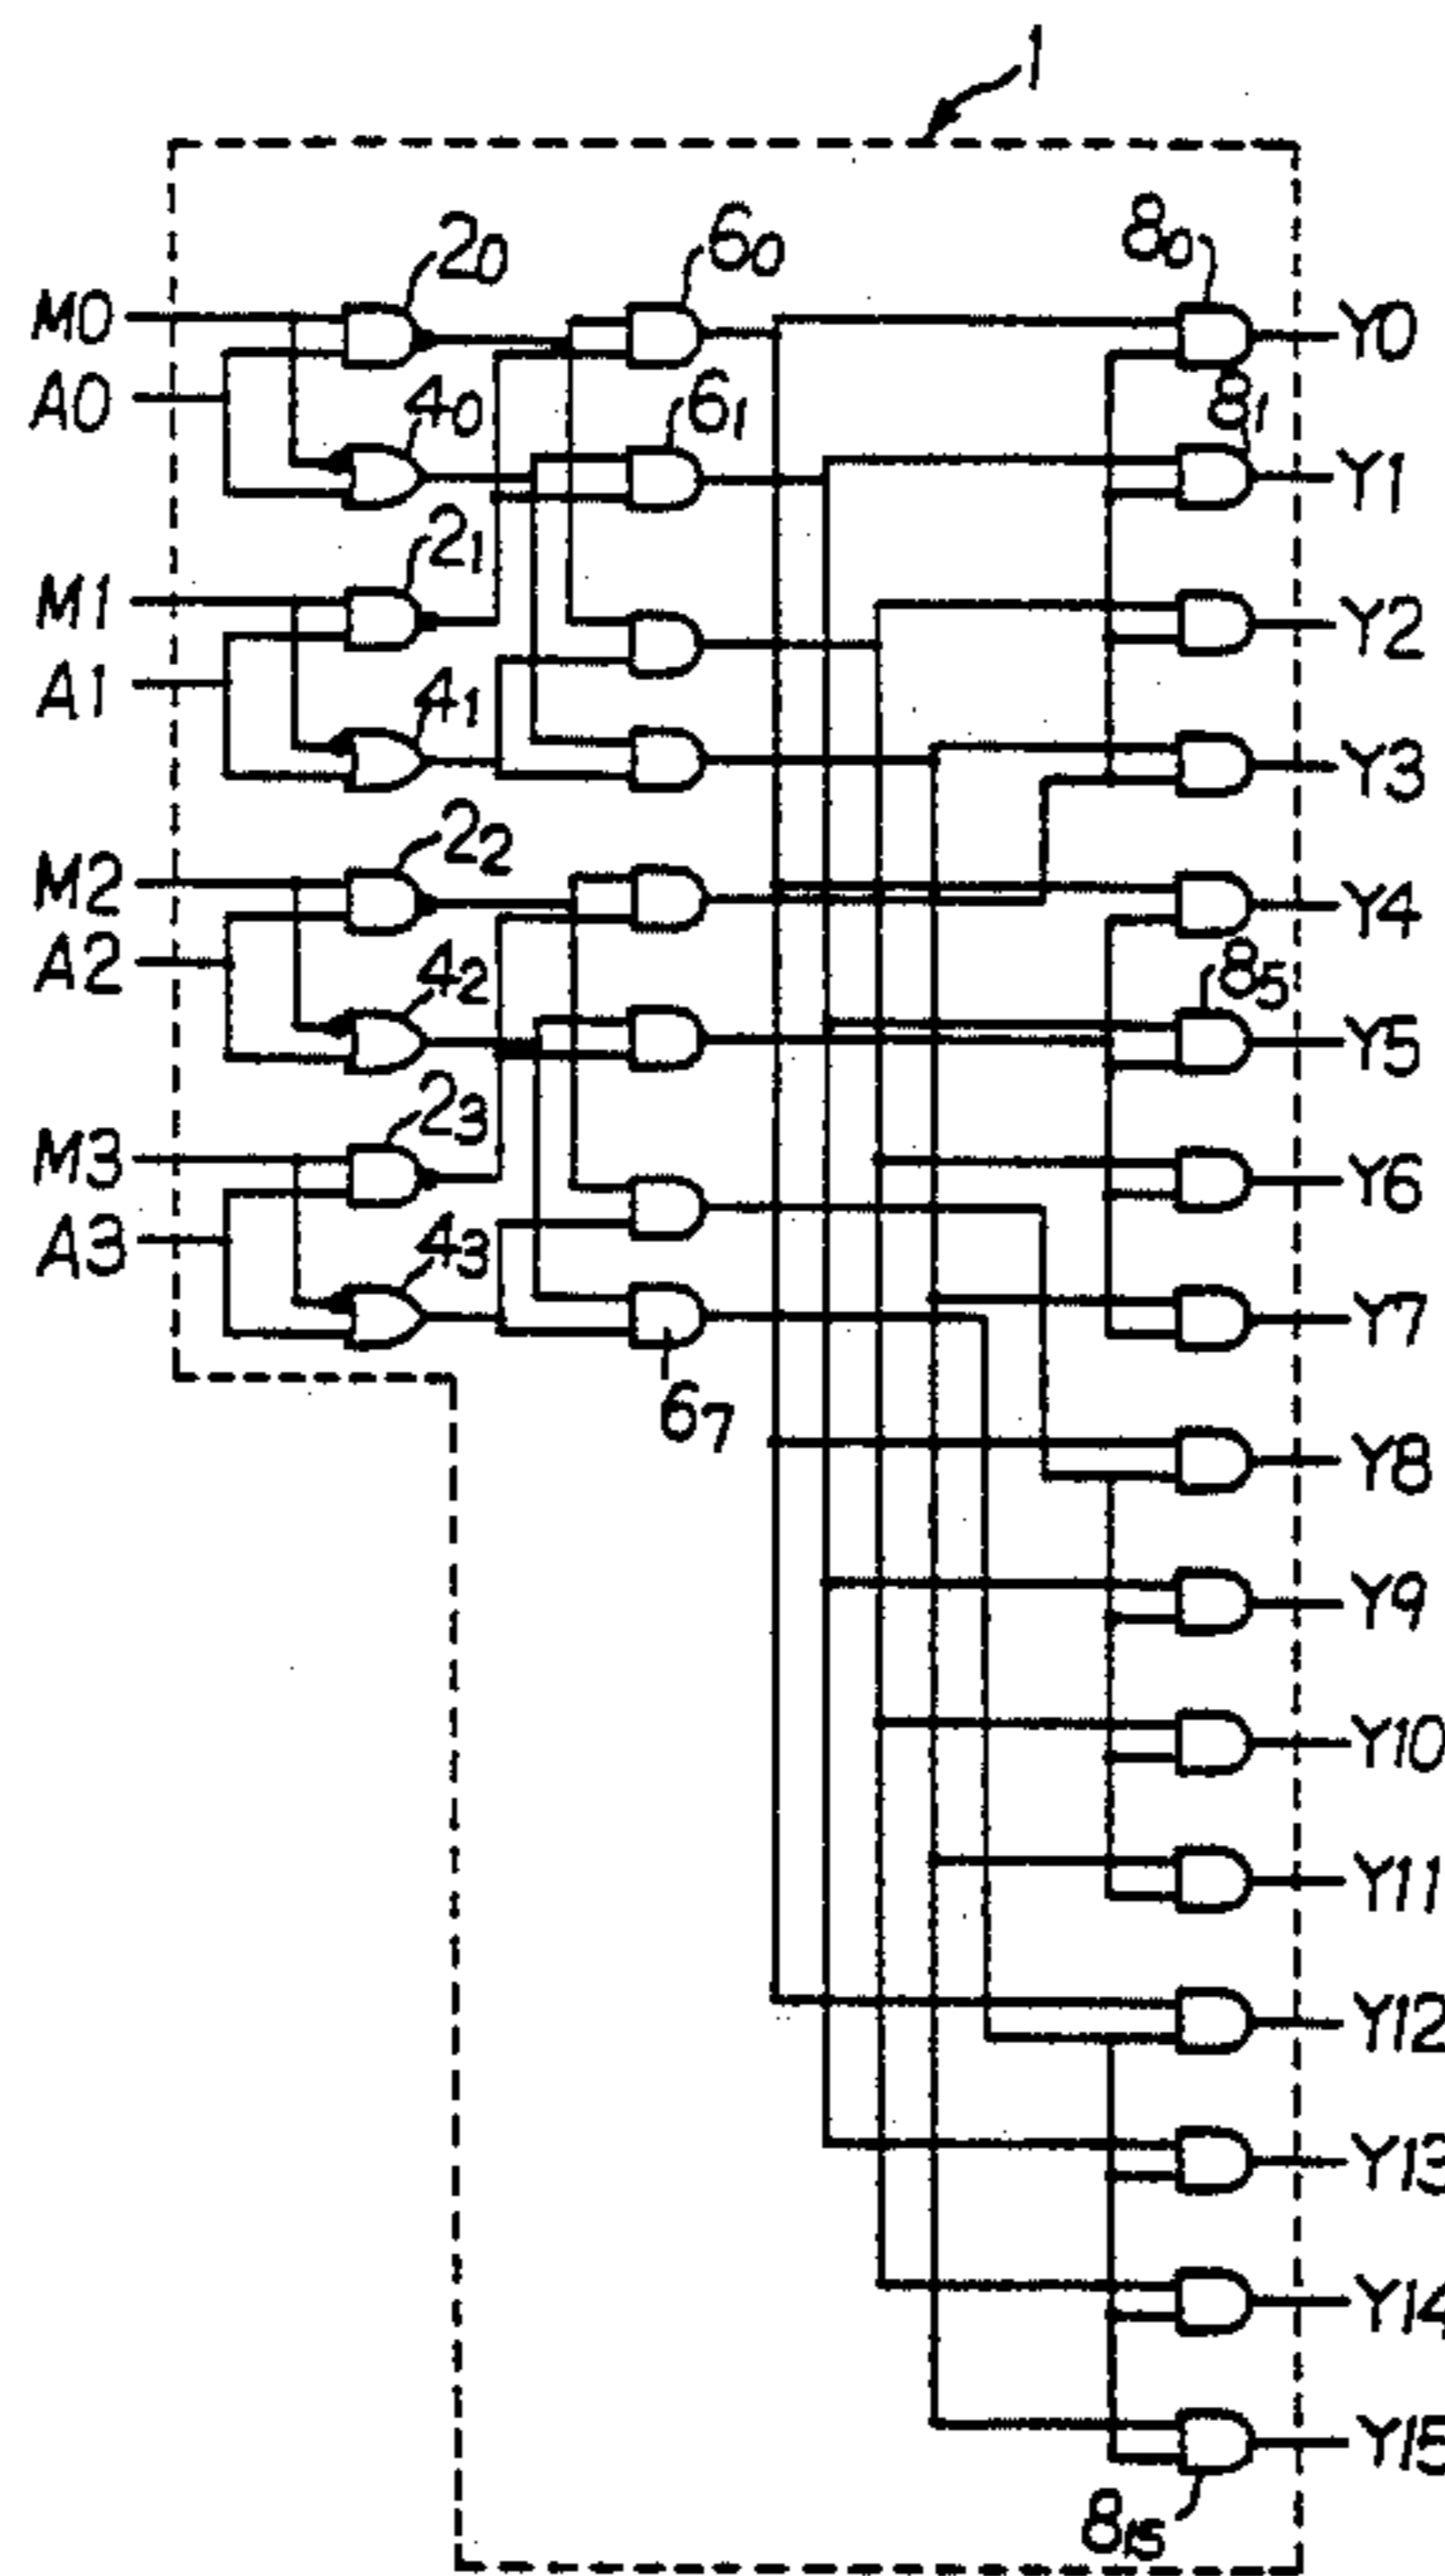 1
2₀
6₀
8₀
M0
Y0
A0
4₀
6₁
8₁
Y1
2₁
M1
Y2
A1
4₁
Y3
2₂
M2
Y4
A2
4₂
8₅
Y5
2₃
M3
Y6
A3
4₃
Y7
6₇
Y8
Y9
Y10
Y11
Y12
Y13
Y14
Y15
8₁₅